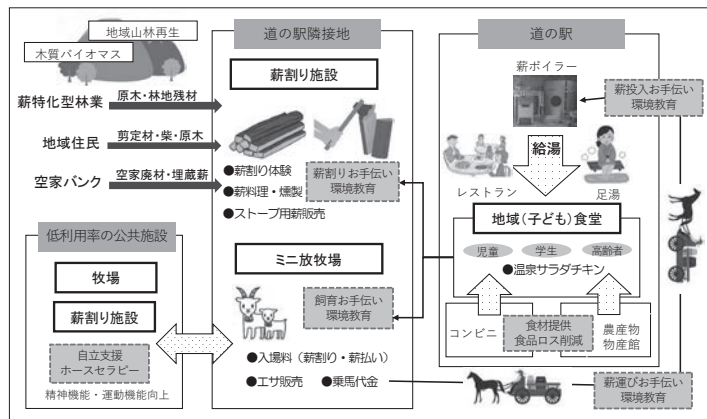 地域山林再生
木質バイオマス
薪特化型林業
原木・林地残材
地域住民
剪定材・柴・原木
空家バンク
空家廃材・埋蔵薪
低利用率の公共施設
牧場
薪割り施設
自立支援
ホースセラピー
精神機能・運動機能向上
道の駅隣接地
薪割り施設
●薪割り体験
●薪料理・燻製
●ストーブ用薪販売
薪割りお手伝い
環境教育
ミニ放牧場
飼育お手伝い
環境教育
●入場料（薪割り・薪払い）
●エサ販売
●乗馬代金
道の駅
薪ボイラー
薪投入お手伝い
環境教育
給湯
レストラン
足湯
地域（子ども）食堂
児童
学生
高齢者
●温泉サラダチキン
コンビニ
食材提供
食品ロス削減
農産物
物産館
薪運びお手伝い
環境教育